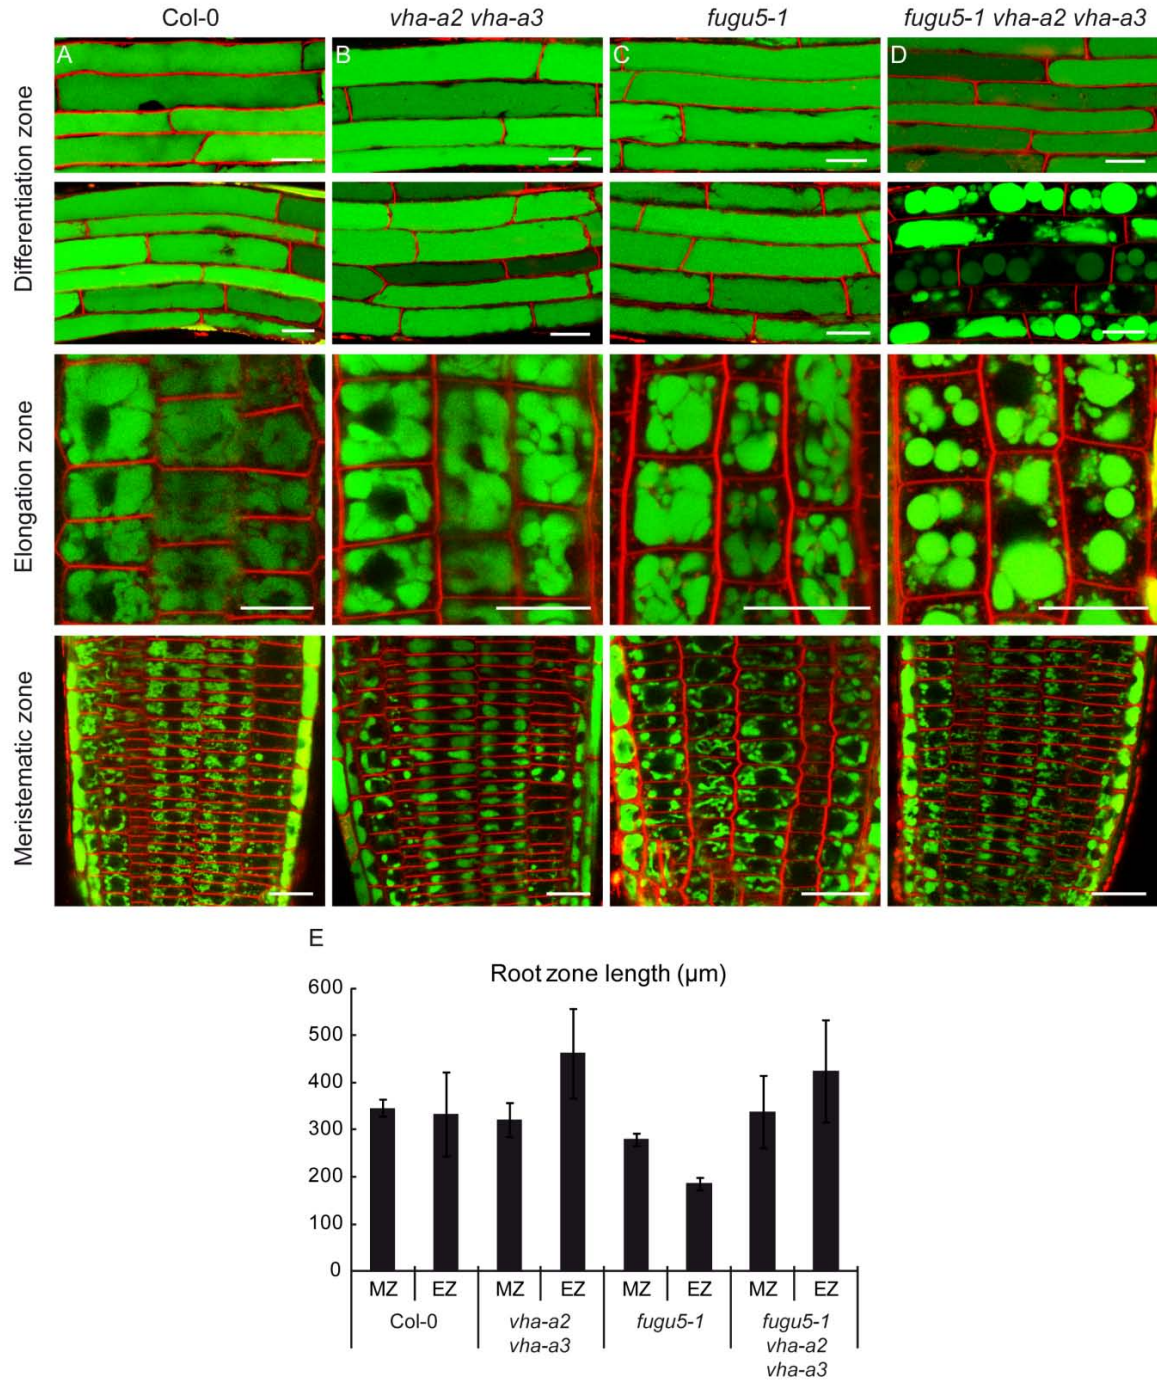 Col-0
vha-a2 vha-a3
fugu5-1
fugu5-1 vha-a2 vha-a3
A
B
C
D
Differentiation zone
Elongation zone
Meristematic zone
E
Root zone length (µm)
600
500
400
300
200
100
0
MZ EZ MZ EZ MZ EZ MZ EZ
Col-0
vha-a2
vha-a3
fugu5-1
fugu5-1
vha-a2
vha-a3